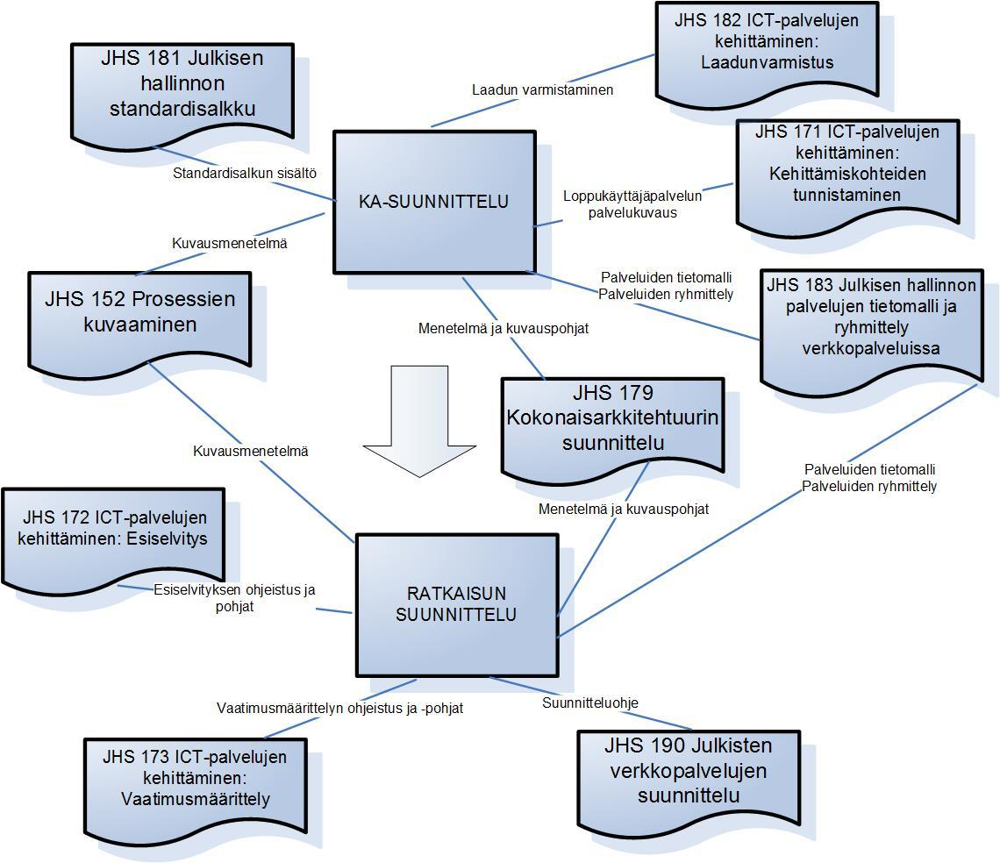 JHS 182 ICT-palvelujen
kehittäminen:
Laadunvarmistus
JHS 181 Julkisen
hallinnon
standardisalkku
Laadun varmistaminen
JHS 171 ICT-palvelujen
kehittäminen:
Kehittämiskohteiden
tunnistaminen
Standardisalkun sisältö
KA-SUUNNITTELU
Loppukäyttäjäpalvelun
palvelukuvaus
Kuvausmenetelmä
JHS 152 Prosessien
kuvaaminen
Palveluiden tietomalli
Palveluiden ryhmittely
JHS 183 Julkisen hallinnon
palvelujen tietomalli ja
ryhmittely
verkkopalveluissa
Menetelmä ja kuvauspohjat
JHS 179
Kokonaisarkkitehtuurin
suunnittelu
Kuvausmenetelmä
Palveluiden tietomalli
Palveluiden ryhmittely
Menetelmä ja kuvauspohjat
JHS 172 ICT-palvelujen
kehittäminen: Esiselvitys
Esiselvityksen ohjeistus ja
pohjat
RATKAISUN
SUUNNITTELU
Vaatimusmäärittelyn ohjeistus ja -pohjat
Suunnitteluohje
JHS 173 ICT-palvelujen
kehittäminen:
Vaatimusmäärittely
JHS 190 Julkisten
verkkopalvelujen
suunnittelu